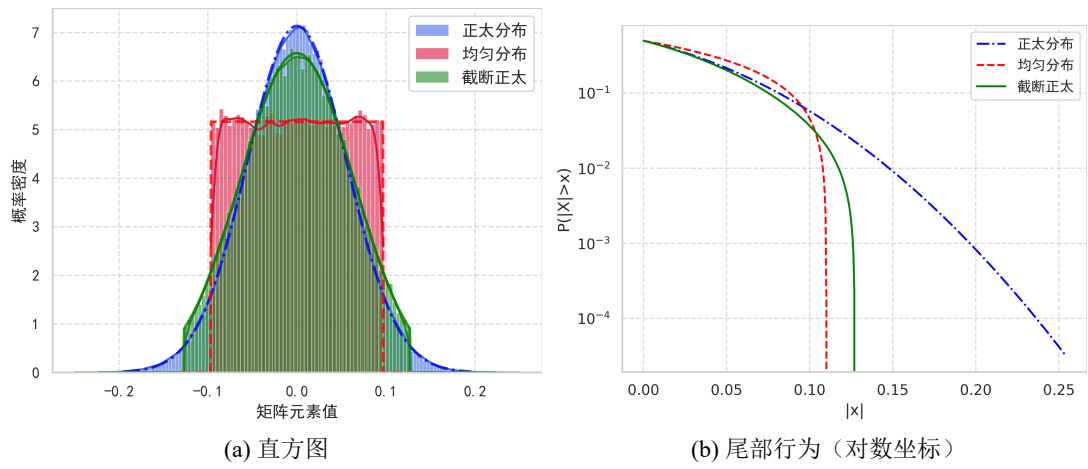 7
6
5
4
3
2
1
0
-0.2
-0.1
0.0
0.1
0.2
概率密度
矩阵元素值
正太分布
均匀分布
截断正太
(a) 直方图
10⁻¹
10⁻²
10⁻³
10⁻⁴
0.00
0.05
0.10
0.15
0.20
0.25
P(|X|>x)
|x|
正太分布
均匀分布
截断正太
(b) 尾部行为（对数坐标）